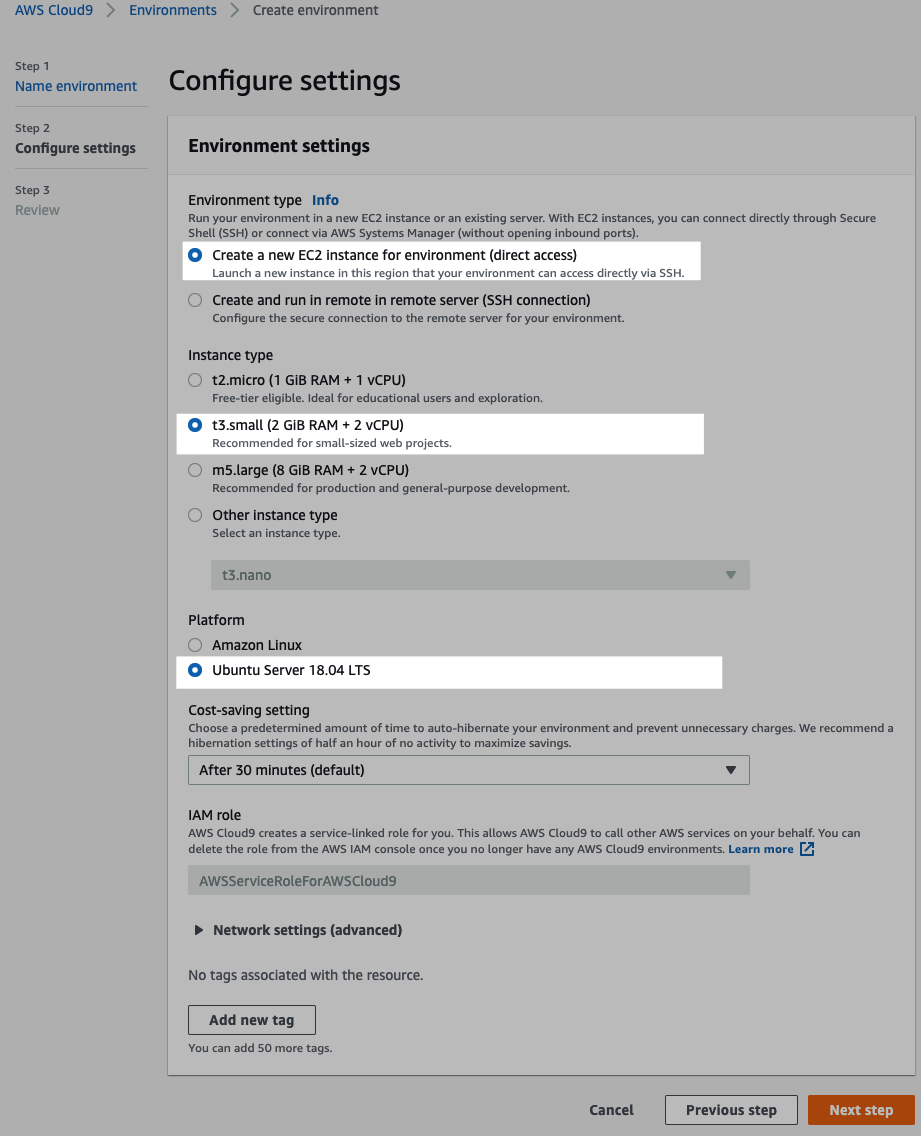 AWS Cloud9 > Environments > Create environment
Step 1
Name environment
Step 2
Configure settings
Step 3
Review
Configure settings
Environment settings
Environment type Info
Run your environment in a new EC2 instance or an existing server. With EC2 instances, you can connect directly through Secure
Shell (SSH) or connect via AWS Systems Manager (without opening inbound ports).
Create a new EC2 instance for environment (direct access)
Launch a new instance in this region that your environment can access directly via SSH.
Create and run in remote in remote server (SSH connection)
Configure the secure connection to the remote server for your environment.
Instance type
t2.micro (1 GiB RAM + 1 vCPU)
Free-tier eligible. Ideal for educational users and exploration.
t3.small (2 GiB RAM + 2 vCPU)
Recommended for small-sized web projects.
m5.large (8 GiB RAM + 2 vCPU)
Recommended for production and general-purpose development.
Other instance type
Select an instance type.
t3.nano
Platform
Amazon Linux
Ubuntu Server 18.04 LTS
Cost-saving setting
Choose a predetermined amount of time to auto-hibernate your environment and prevent unnecessary charges. We recommend a
hibernation settings of half an hour of no activity to maximize savings.
After 30 minutes (default)
IAM role
AWS Cloud9 creates a service-linked role for you. This allows AWS Cloud9 to call other AWS services on your behalf. You can
delete the role from the AWS IAM console once you no longer have any AWS Cloud9 environments. Learn more
AWSServiceRoleForAWSCloud9
Network settings (advanced)
No tags associated with the resource.
Add new tag
You can add 50 more tags.
Cancel
Previous step
Next step